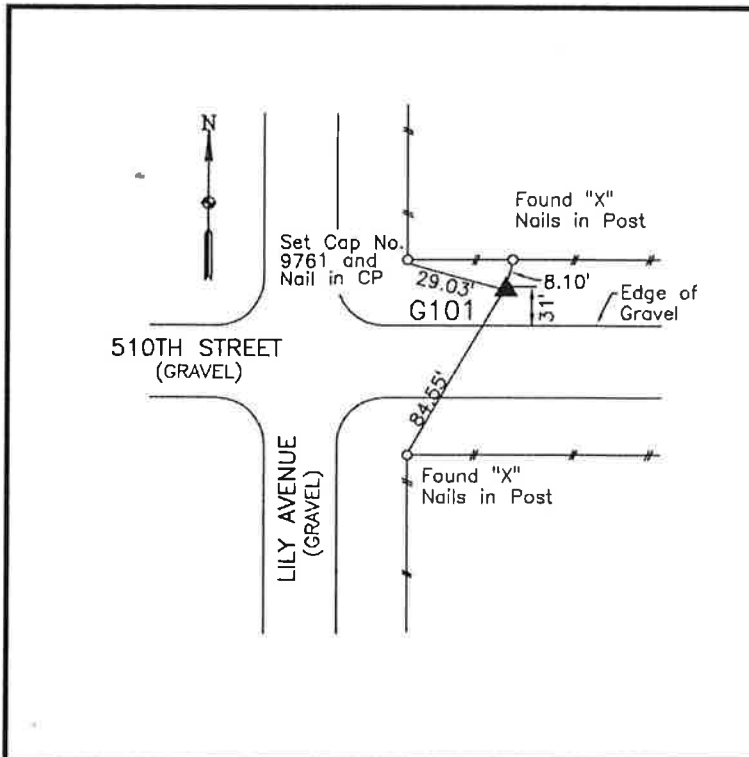 N
Found "X"
Nails in Post
Set Cap No.
9761 and
Nail in CP
29.03'
8.10'
G101
31'
Edge of
Gravel
510TH STREET
(GRAVEL)
84.55'
Found "X"
Nails in Post
LILY AVENUE
(GRAVEL)